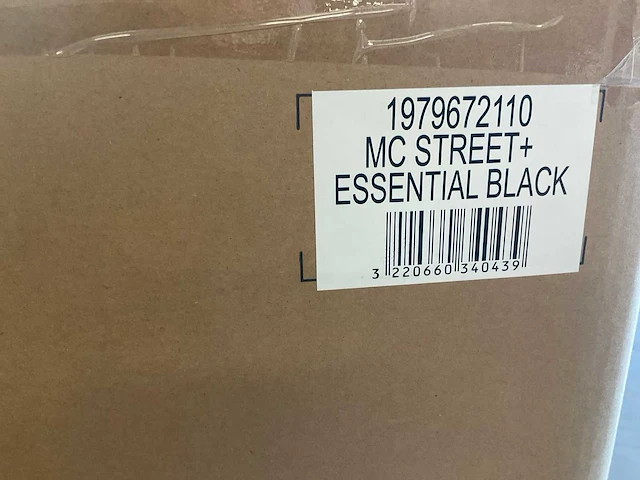 1979672110
MC STREET+
ESSENTIAL BLACK
3 220660 340439